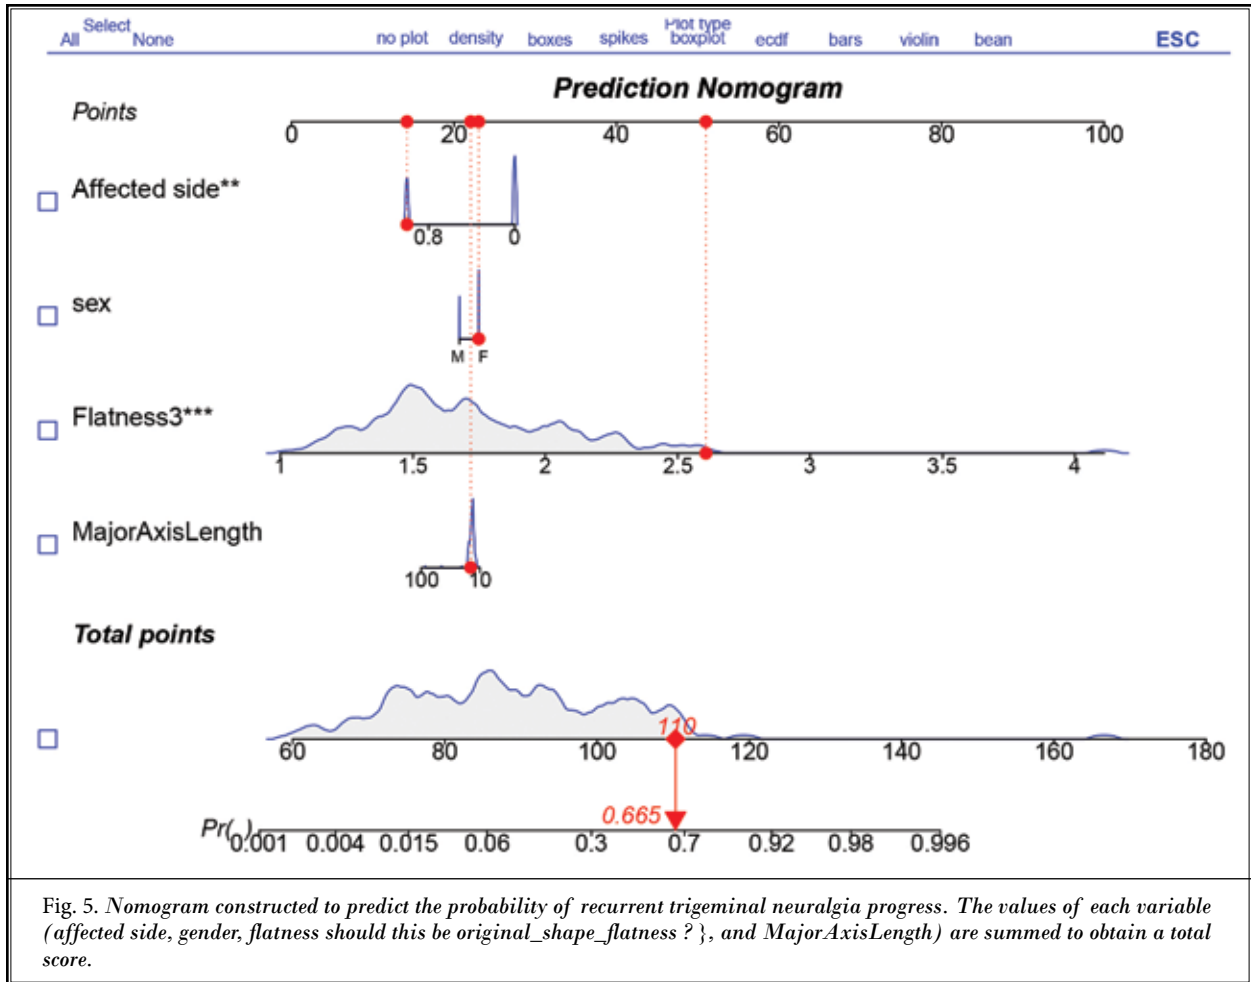 Select
All None
Plot type
no plot density boxes spikes boxplot ecdf bars violin bean
ESC
Prediction Nomogram
Points
0 20 40 60 80 100
Affected side**
0.8 0
sex
M F
Flatness3***
1 1.5 2 2.5 3 3.5 4
MajorAxisLength
100 10
Total points
110
60 80 100 120 140 160 180
0.665
Pr( )
0.001 0.004 0.015 0.06 0.3 0.7 0.92 0.98 0.996
Fig. 5. Nomogram constructed to predict the probability of recurrent trigeminal neuralgia progress. The values of each variable
(affected side, gender, flatness should this be original_shape_flatness ? }, and MajorAxisLength) are summed to obtain a total
score.